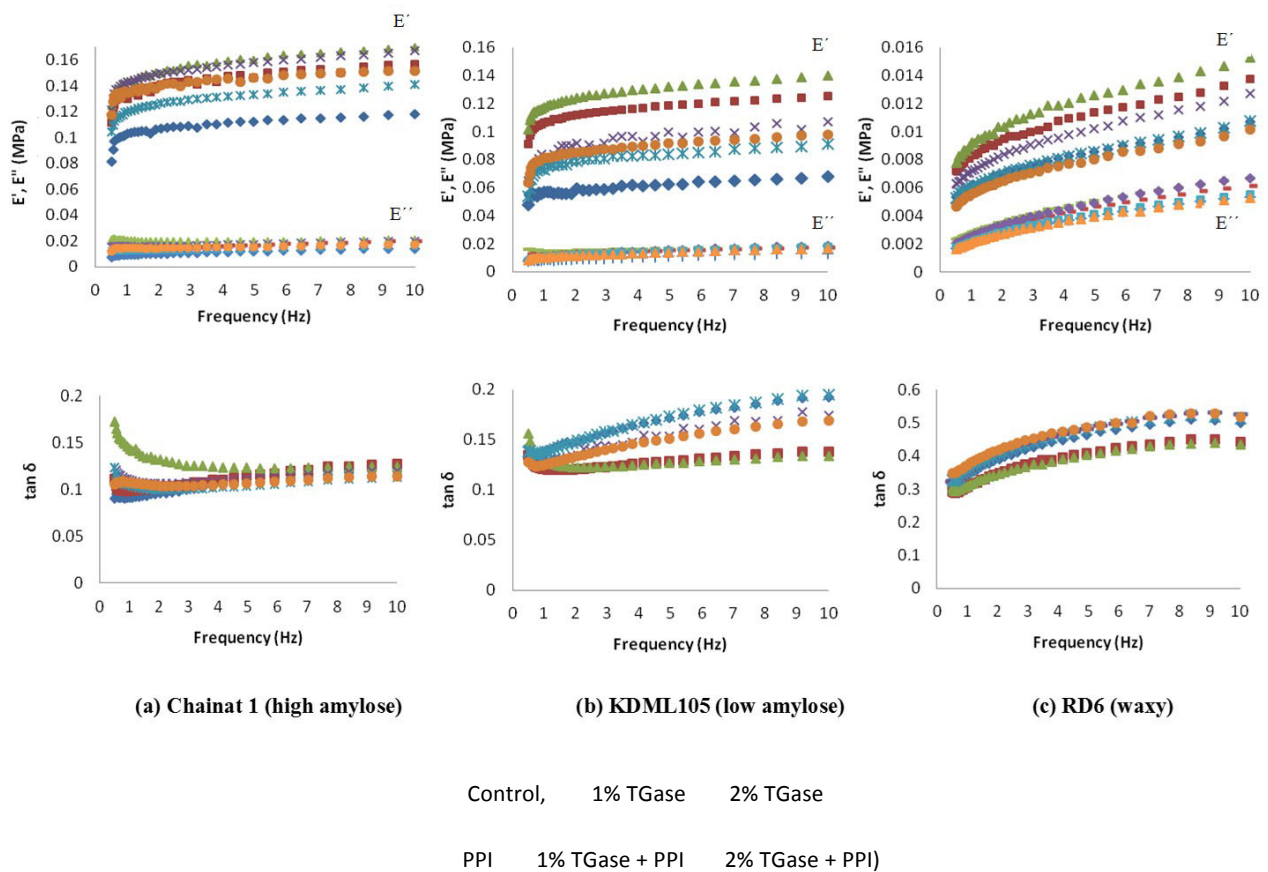 E´
0.16
0.14
0.12
0.1
0.08
0.06
0.04
0.02
0
E', E" (MPa)
E´´
0 1 2 3 4 5 6 7 8 9 10
Frequency (Hz)
E´
0.16
0.14
0.12
0.1
0.08
0.06
0.04
0.02
0
E', E" (MPa)
E´´
0 1 2 3 4 5 6 7 8 9 10
Frequency (Hz)
E´
0.016
0.014
0.012
0.01
0.008
0.006
0.004
0.002
0
E', E" (MPa)
E´´
0 1 2 3 4 5 6 7 8 9 10
Frequency (Hz)
0.2
0.15
0.1
0.05
0
tan δ
0 1 2 3 4 5 6 7 8 9 10
Frequency (Hz)
0.2
0.15
0.1
0.05
0
tan δ
0 1 2 3 4 5 6 7 8 9 10
Frequency (Hz)
0.6
0.5
0.4
0.3
0.2
0.1
0
tan δ
0 1 2 3 4 5 6 7 8 9 10
Frequency (Hz)
(a) Chainat 1 (high amylose)
(b) KDML105 (low amylose)
(c) RD6 (waxy)
Control, 1% TGase 2% TGase
PPI 1% TGase + PPI 2% TGase + PPI)